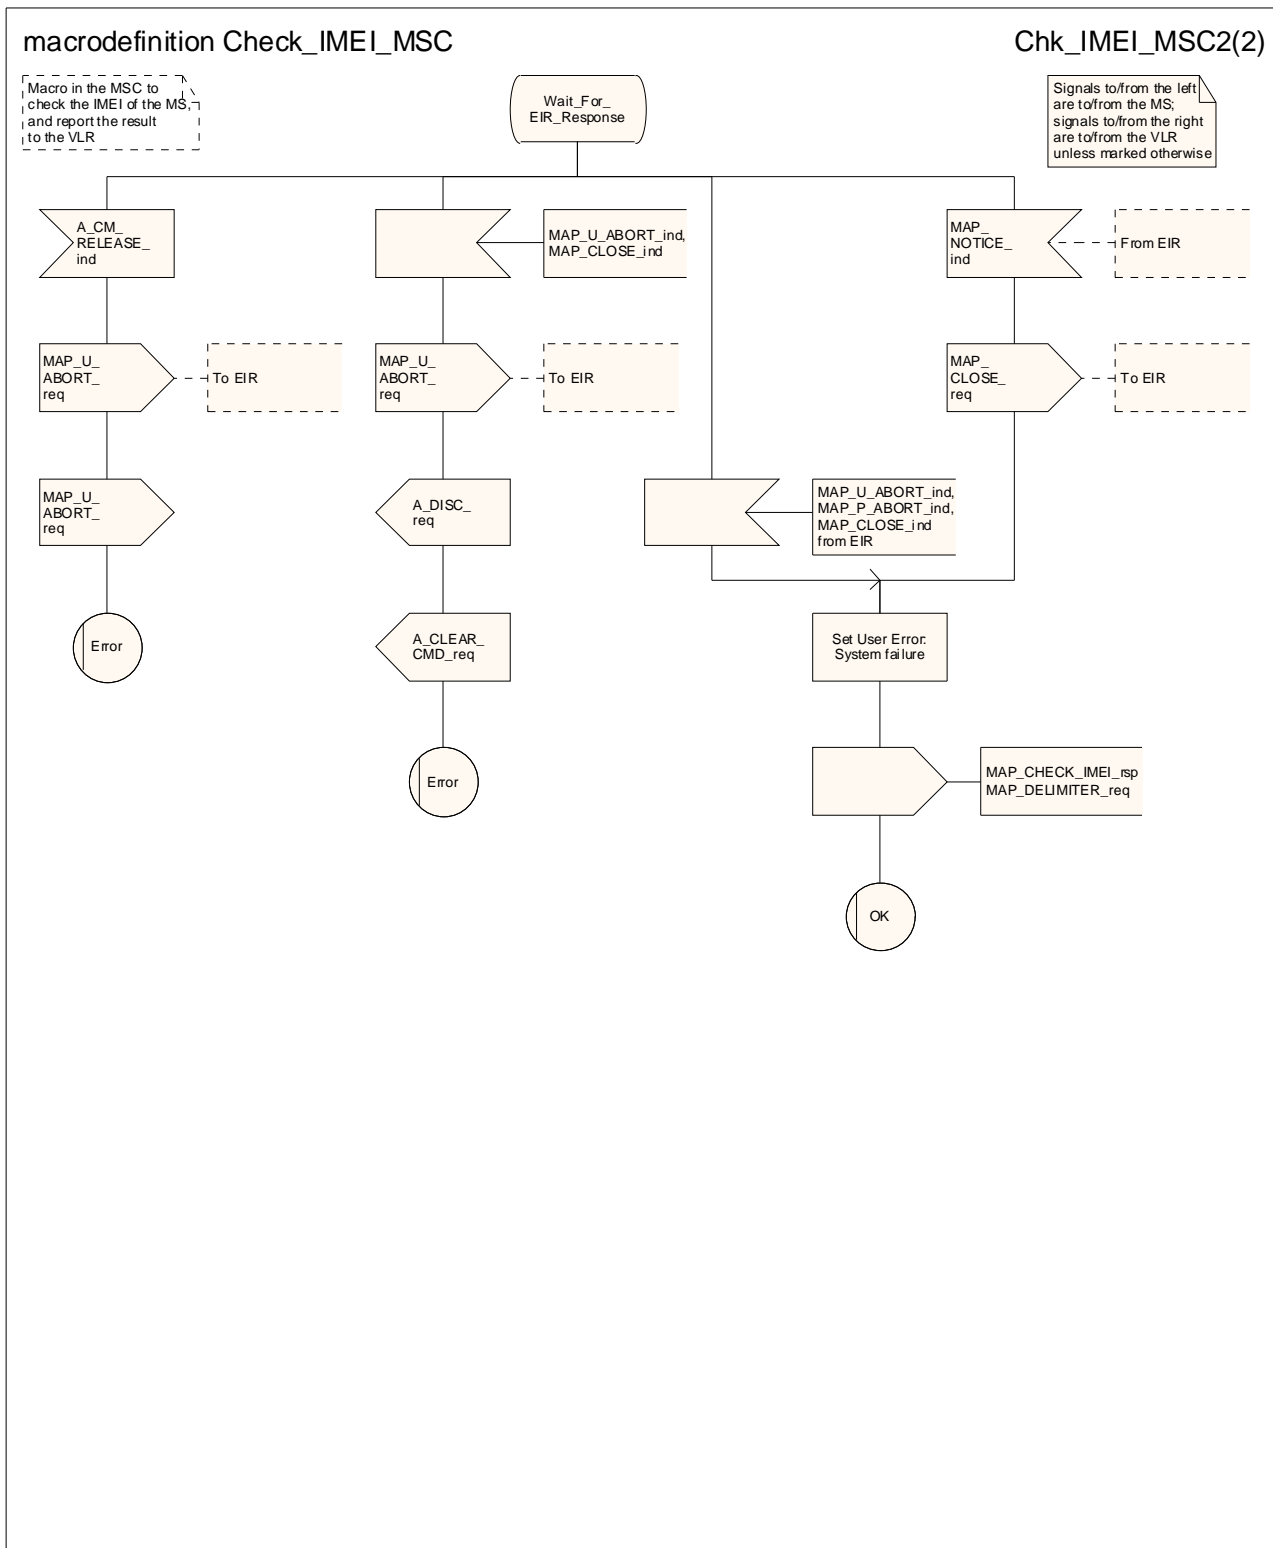 macrodefinition Check_IMEI_MSC
Chk_IMEI_MSC2(2)
Macro in the MSC to
check the IMEI of the MS,
and report the result
to the VLR
Wait_For_
EIR_Response
Signals to/from the left
are to/from the MS;
signals to/from the right
are to/from the VLR
unless marked otherwise
A_CM_
RELEASE_
ind
MAP_U_ABORT_ind,
MAP_CLOSE_ind
MAP_
NOTICE_
ind
From EIR
MAP_U_
ABORT_
req
To EIR
MAP_U_
ABORT_
req
To EIR
MAP_
CLOSE_
req
To EIR
MAP_U_
ABORT_
req
A_DISC_
req
MAP_U_ABORT_ind,
MAP_P_ABORT_ind,
MAP_CLOSE_ind
from EIR
Error
A_CLEAR_
CMD_req
Set User Error:
System failure
Error
MAP_CHECK_IMEI_rsp
MAP_DELIMITER_req
OK